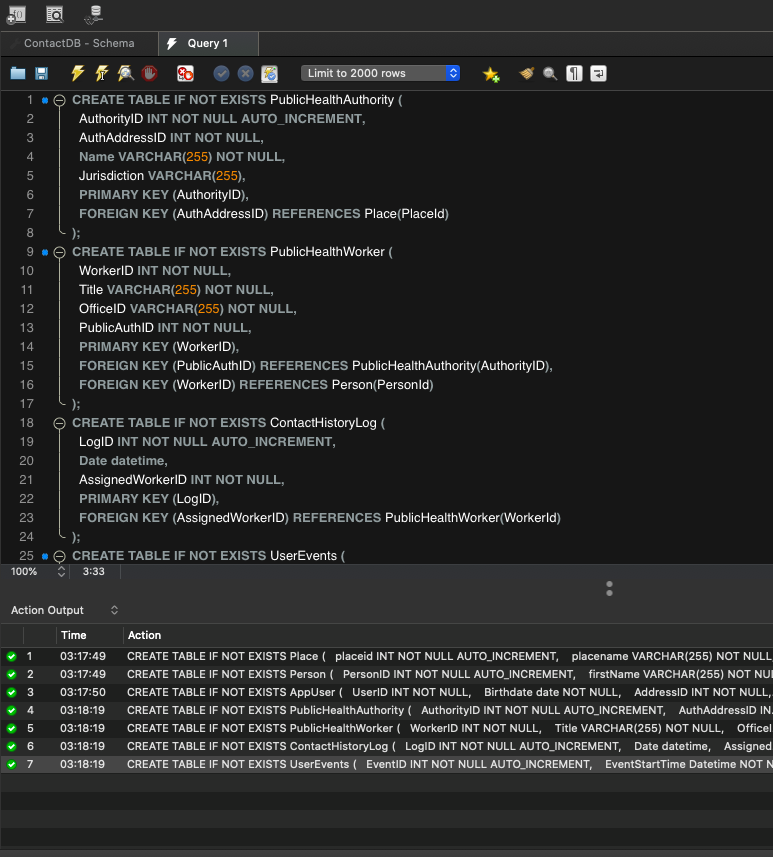 ContactDB - Schema
Query 1
Limit to 2000 rows
1 CREATE TABLE IF NOT EXISTS PublicHealthAuthority (
2 AuthorityID INT NOT NULL AUTO_INCREMENT,
3 AuthAddressID INT NOT NULL,
4 Name VARCHAR(255) NOT NULL,
5 Jurisdiction VARCHAR(255),
6 PRIMARY KEY (AuthorityID),
7 FOREIGN KEY (AuthAddressID) REFERENCES Place(PlaceId)
8 );
9 CREATE TABLE IF NOT EXISTS PublicHealthWorker (
10 WorkerID INT NOT NULL,
11 Title VARCHAR(255) NOT NULL,
12 OfficeID VARCHAR(255) NOT NULL,
13 PublicAuthID INT NOT NULL,
14 PRIMARY KEY (WorkerID),
15 FOREIGN KEY (PublicAuthID) REFERENCES PublicHealthAuthority(AuthorityID),
16 FOREIGN KEY (WorkerID) REFERENCES Person(PersonId)
17 );
18 CREATE TABLE IF NOT EXISTS ContactHistoryLog (
19 LogID INT NOT NULL AUTO_INCREMENT,
20 Date datetime,
21 AssignedWorkerID INT NOT NULL,
22 PRIMARY KEY (LogID),
23 FOREIGN KEY (AssignedWorkerID) REFERENCES PublicHealthWorker(WorkerId)
24 );
25 CREATE TABLE IF NOT EXISTS UserEvents (
100% 3:33
Action Output
Time Action
1 03:17:49 CREATE TABLE IF NOT EXISTS Place ( placeid INT NOT NULL AUTO_INCREMENT, placename VARCHAR(255) NOT NULL
2 03:17:49 CREATE TABLE IF NOT EXISTS Person ( PersonID INT NOT NULL AUTO_INCREMENT, firstName VARCHAR(255) NOT NUL
3 03:17:50 CREATE TABLE IF NOT EXISTS AppUser ( UserID INT NOT NULL, Birthdate date NOT NULL, AddressID INT NOT NULL,
4 03:18:19 CREATE TABLE IF NOT EXISTS PublicHealthAuthority ( AuthorityID INT NOT NULL AUTO_INCREMENT, AuthAddressID IN
5 03:18:19 CREATE TABLE IF NOT EXISTS PublicHealthWorker ( WorkerID INT NOT NULL, Title VARCHAR(255) NOT NULL, OfficeI
6 03:18:19 CREATE TABLE IF NOT EXISTS ContactHistoryLog ( LogID INT NOT NULL AUTO_INCREMENT, Date datetime, Assigned
7 03:18:19 CREATE TABLE IF NOT EXISTS UserEvents ( EventID INT NOT NULL AUTO_INCREMENT, EventStartTime Datetime NOT N